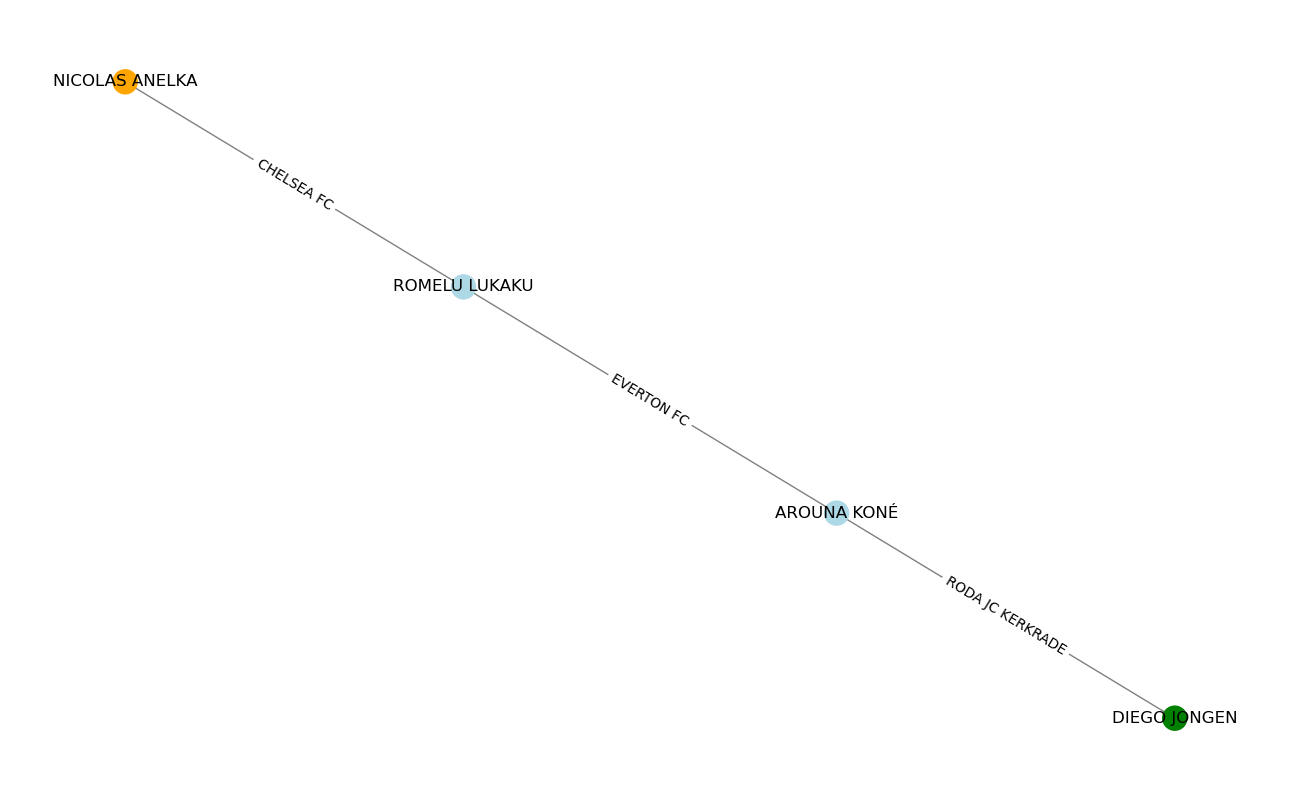 NICOLAS ANELKA
CHELSEA FC
ROMELU LUKAKU
EVERTON FC
AROUNA KONÉ
RODA JC KERKRADE
DIEGO JONGEN